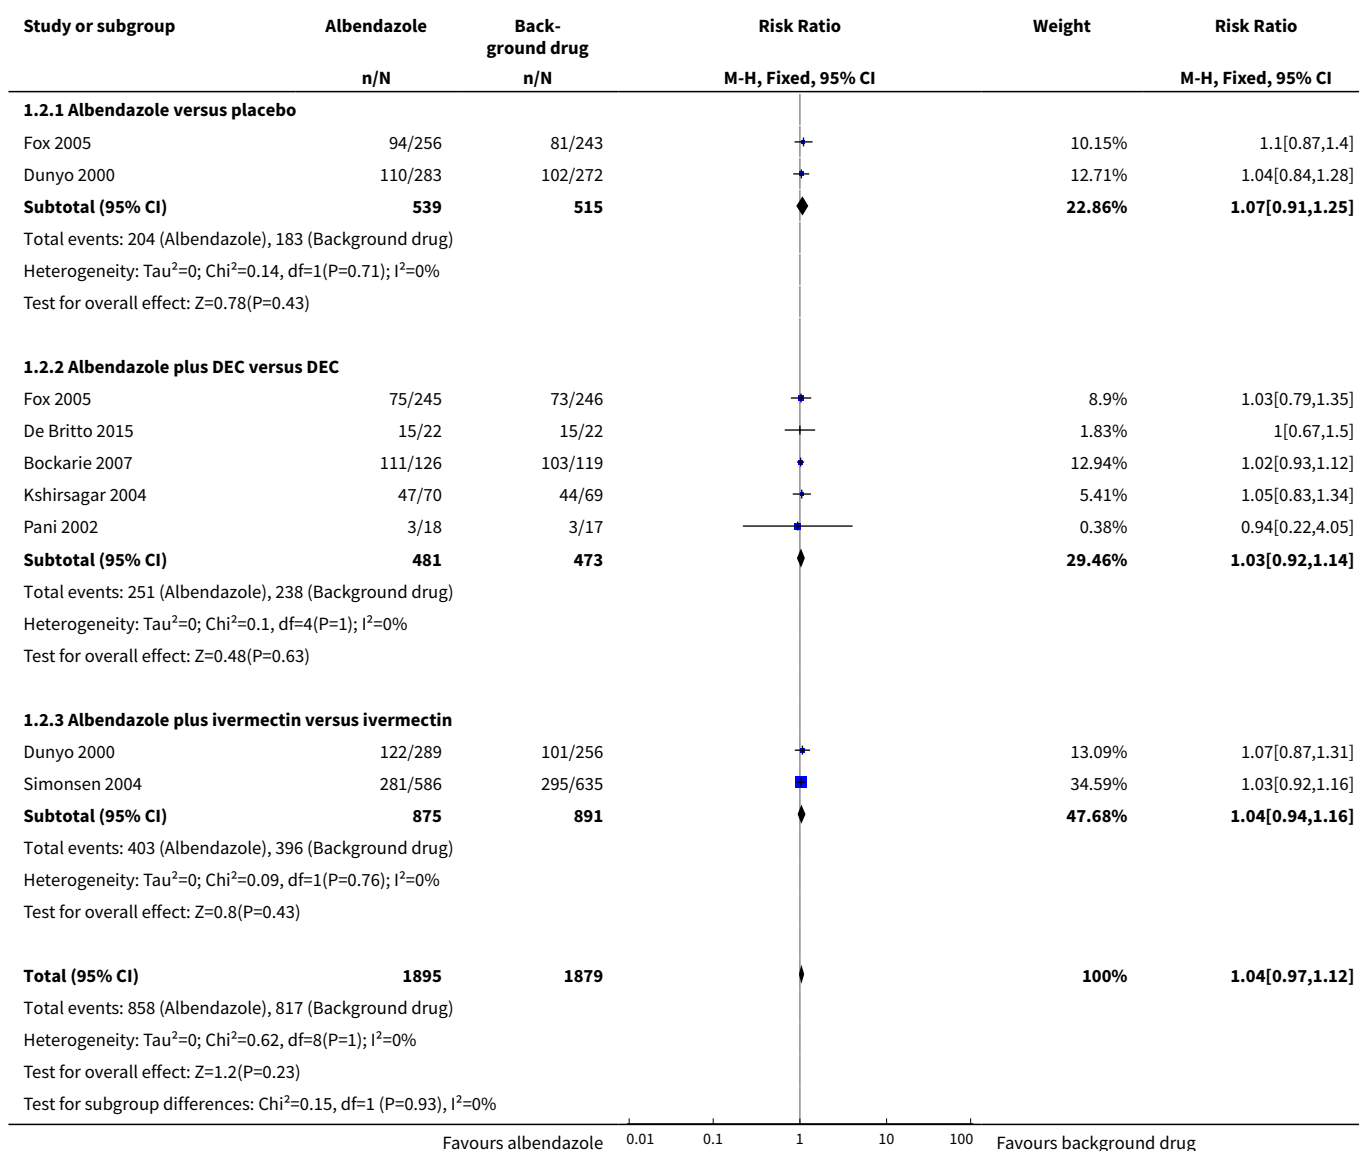 Study or subgroup Albendazole Back-ground drug Risk Ratio Weight Risk Ratio
n/N n/N M-H, Fixed, 95% CI M-H, Fixed, 95% CI
1.2.1 Albendazole versus placebo
Fox 2005 94/256 81/243 10.15% 1.1[0.87,1.4]
Dunyo 2000 110/283 102/272 12.71% 1.04[0.84,1.28]
Subtotal (95% CI) 539 515 22.86% 1.07[0.91,1.25]
Total events: 204 (Albendazole), 183 (Background drug)
Heterogeneity: Tau²=0; Chi²=0.14, df=1(P=0.71); I²=0%
Test for overall effect: Z=0.78(P=0.43)
1.2.2 Albendazole plus DEC versus DEC
Fox 2005 75/245 73/246 8.9% 1.03[0.79,1.35]
De Britto 2015 15/22 15/22 1.83% 1[0.67,1.5]
Bockarie 2007 111/126 103/119 12.94% 1.02[0.93,1.12]
Kshirsagar 2004 47/70 44/69 5.41% 1.05[0.83,1.34]
Pani 2002 3/18 3/17 0.38% 0.94[0.22,4.05]
Subtotal (95% CI) 481 473 29.46% 1.03[0.92,1.14]
Total events: 251 (Albendazole), 238 (Background drug)
Heterogeneity: Tau²=0; Chi²=0.1, df=4(P=1); I²=0%
Test for overall effect: Z=0.48(P=0.63)
1.2.3 Albendazole plus ivermectin versus ivermectin
Dunyo 2000 122/289 101/256 13.09% 1.07[0.87,1.31]
Simonsen 2004 281/586 295/635 34.59% 1.03[0.92,1.16]
Subtotal (95% CI) 875 891 47.68% 1.04[0.94,1.16]
Total events: 403 (Albendazole), 396 (Background drug)
Heterogeneity: Tau²=0; Chi²=0.09, df=1(P=0.76); I²=0%
Test for overall effect: Z=0.8(P=0.43)
Total (95% CI) 1895 1879 100% 1.04[0.97,1.12]
Total events: 858 (Albendazole), 817 (Background drug)
Heterogeneity: Tau²=0; Chi²=0.62, df=8(P=1); I²=0%
Test for overall effect: Z=1.2(P=0.23)
Test for subgroup differences: Chi²=0.15, df=1 (P=0.93), I²=0%
Favours albendazole 0.01 0.1 1 10 100 Favours background drug